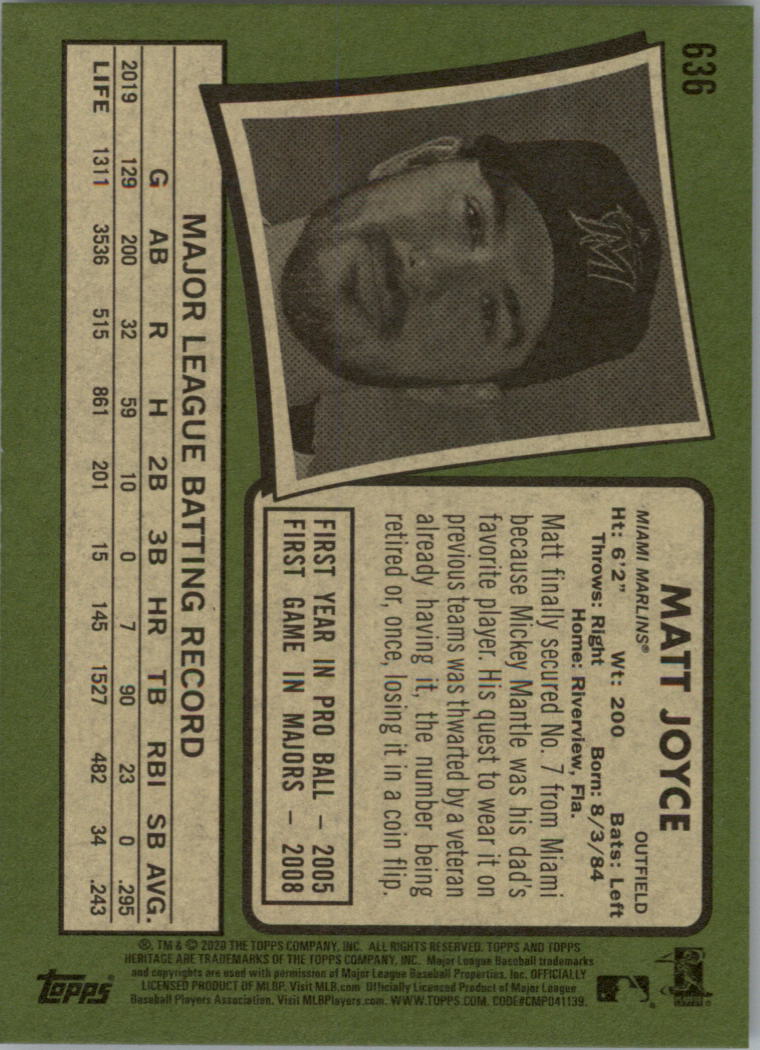 636
MATT JOYCE
MIAMI MARLINS® OUTFIELD
Ht: 6'2" Wt: 200 Bats: Left
Throws: Right Born: 8/3/84
Home: Riverview, Fla.
Matt finally secured No. 7 from Miami
because Mickey Mantle was his dad's
favorite player. His quest to wear it on
previous teams was thwarted by a veteran
already having it, the number being
retired or, once, losing it in a coin flip.
FIRST YEAR IN PRO BALL – 2005
FIRST GAME IN MAJORS – 2008
MAJOR LEAGUE BATTING RECORD
G AB R H 2B 3B HR TB RBI SB AVG.
2019 129 200 32 59 10 0 7 90 23 0 .295
LIFE 1311 3536 515 861 201 15 145 1527 482 34 .243
®, TM & © 2020 THE TOPPS COMPANY, INC. ALL RIGHTS RESERVED. TOPPS AND TOPPS
HERITAGE ARE TRADEMARKS OF THE TOPPS COMPANY, INC. Major League Baseball trademarks
and copyrights are used with permission of Major League Baseball Properties, Inc. OFFICIALLY
LICENSED PRODUCT OF MLBP. Visit MLB.com Officially Licensed Product of Major League
Baseball Players Association. Visit MLBPlayers.com. WWW.TOPPS.COM. CODE#CMP041139.
topps®